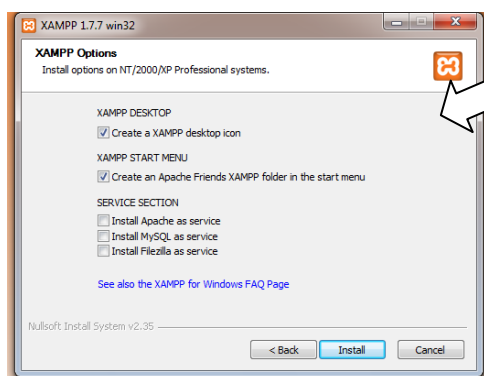 XAMPP 1.7.7 win32
XAMPP Options
Install options on NT/2000/XP Professional systems.
XAMPP DESKTOP
Create a XAMPP desktop icon
XAMPP START MENU
Create an Apache Friends XAMPP folder in the start menu
SERVICE SECTION
Install Apache as service
Install MySQL as service
Install Filezilla as service
See also the XAMPP for Windows FAQ Page
Nullsoft Install System v2.35
< Back Install Cancel